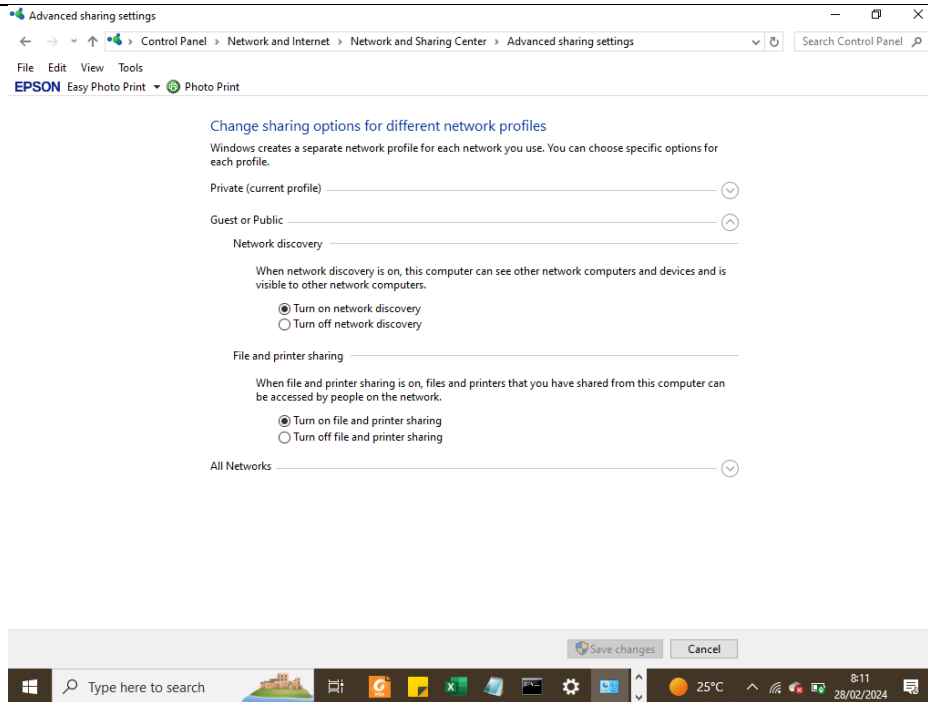 Advanced sharing settings
Control Panel > Network and Internet > Network and Sharing Center > Advanced sharing settings
Search Control Panel
File Edit View Tools
EPSON Easy Photo Print Photo Print
Change sharing options for different network profiles
Windows creates a separate network profile for each network you use. You can choose specific options for
each profile.
Private (current profile)
Guest or Public
Network discovery
When network discovery is on, this computer can see other network computers and devices and is
visible to other network computers.
Turn on network discovery
Turn off network discovery
File and printer sharing
When file and printer sharing is on, files and printers that you have shared from this computer can
be accessed by people on the network.
Turn on file and printer sharing
Turn off file and printer sharing
All Networks
Save changes Cancel
Type here to search
25°C
8:11
28/02/2024